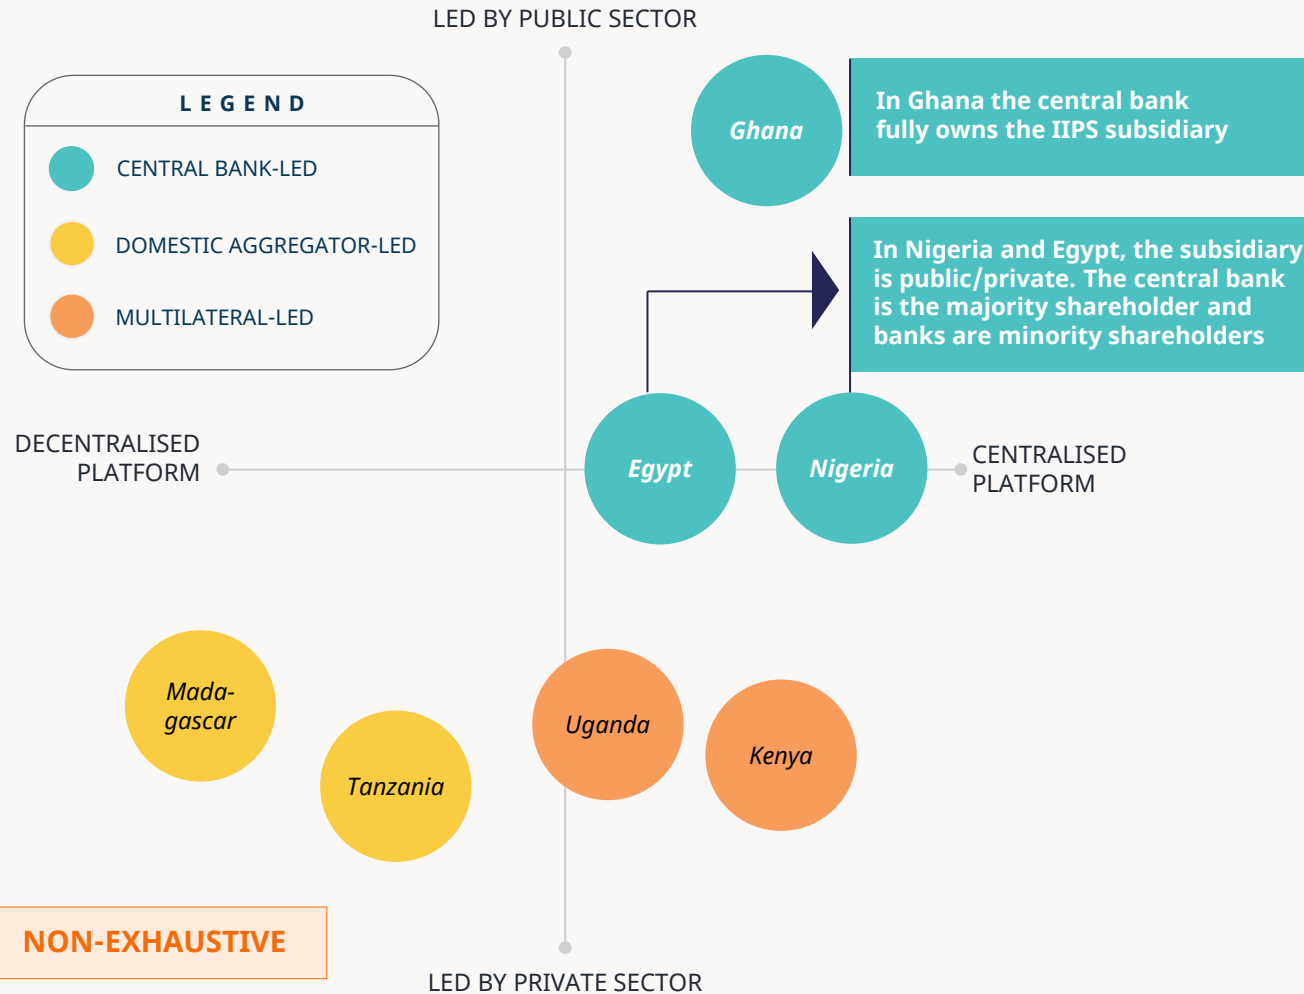 LED BY PUBLIC SECTOR
LEGEND
CENTRAL BANK-LED
DOMESTIC AGGREGATOR-LED
MULTILATERAL-LED
Ghana
In Ghana the central bank
fully owns the IIPS subsidiary
In Nigeria and Egypt, the subsidiary
is public/private. The central bank
is the majority shareholder and
banks are minority shareholders
DECENTRALISED
PLATFORM
Egypt
Nigeria
CENTRALISED
PLATFORM
Mada-
gascar
Tanzania
Uganda
Kenya
NON-EXHAUSTIVE
LED BY PRIVATE SECTOR